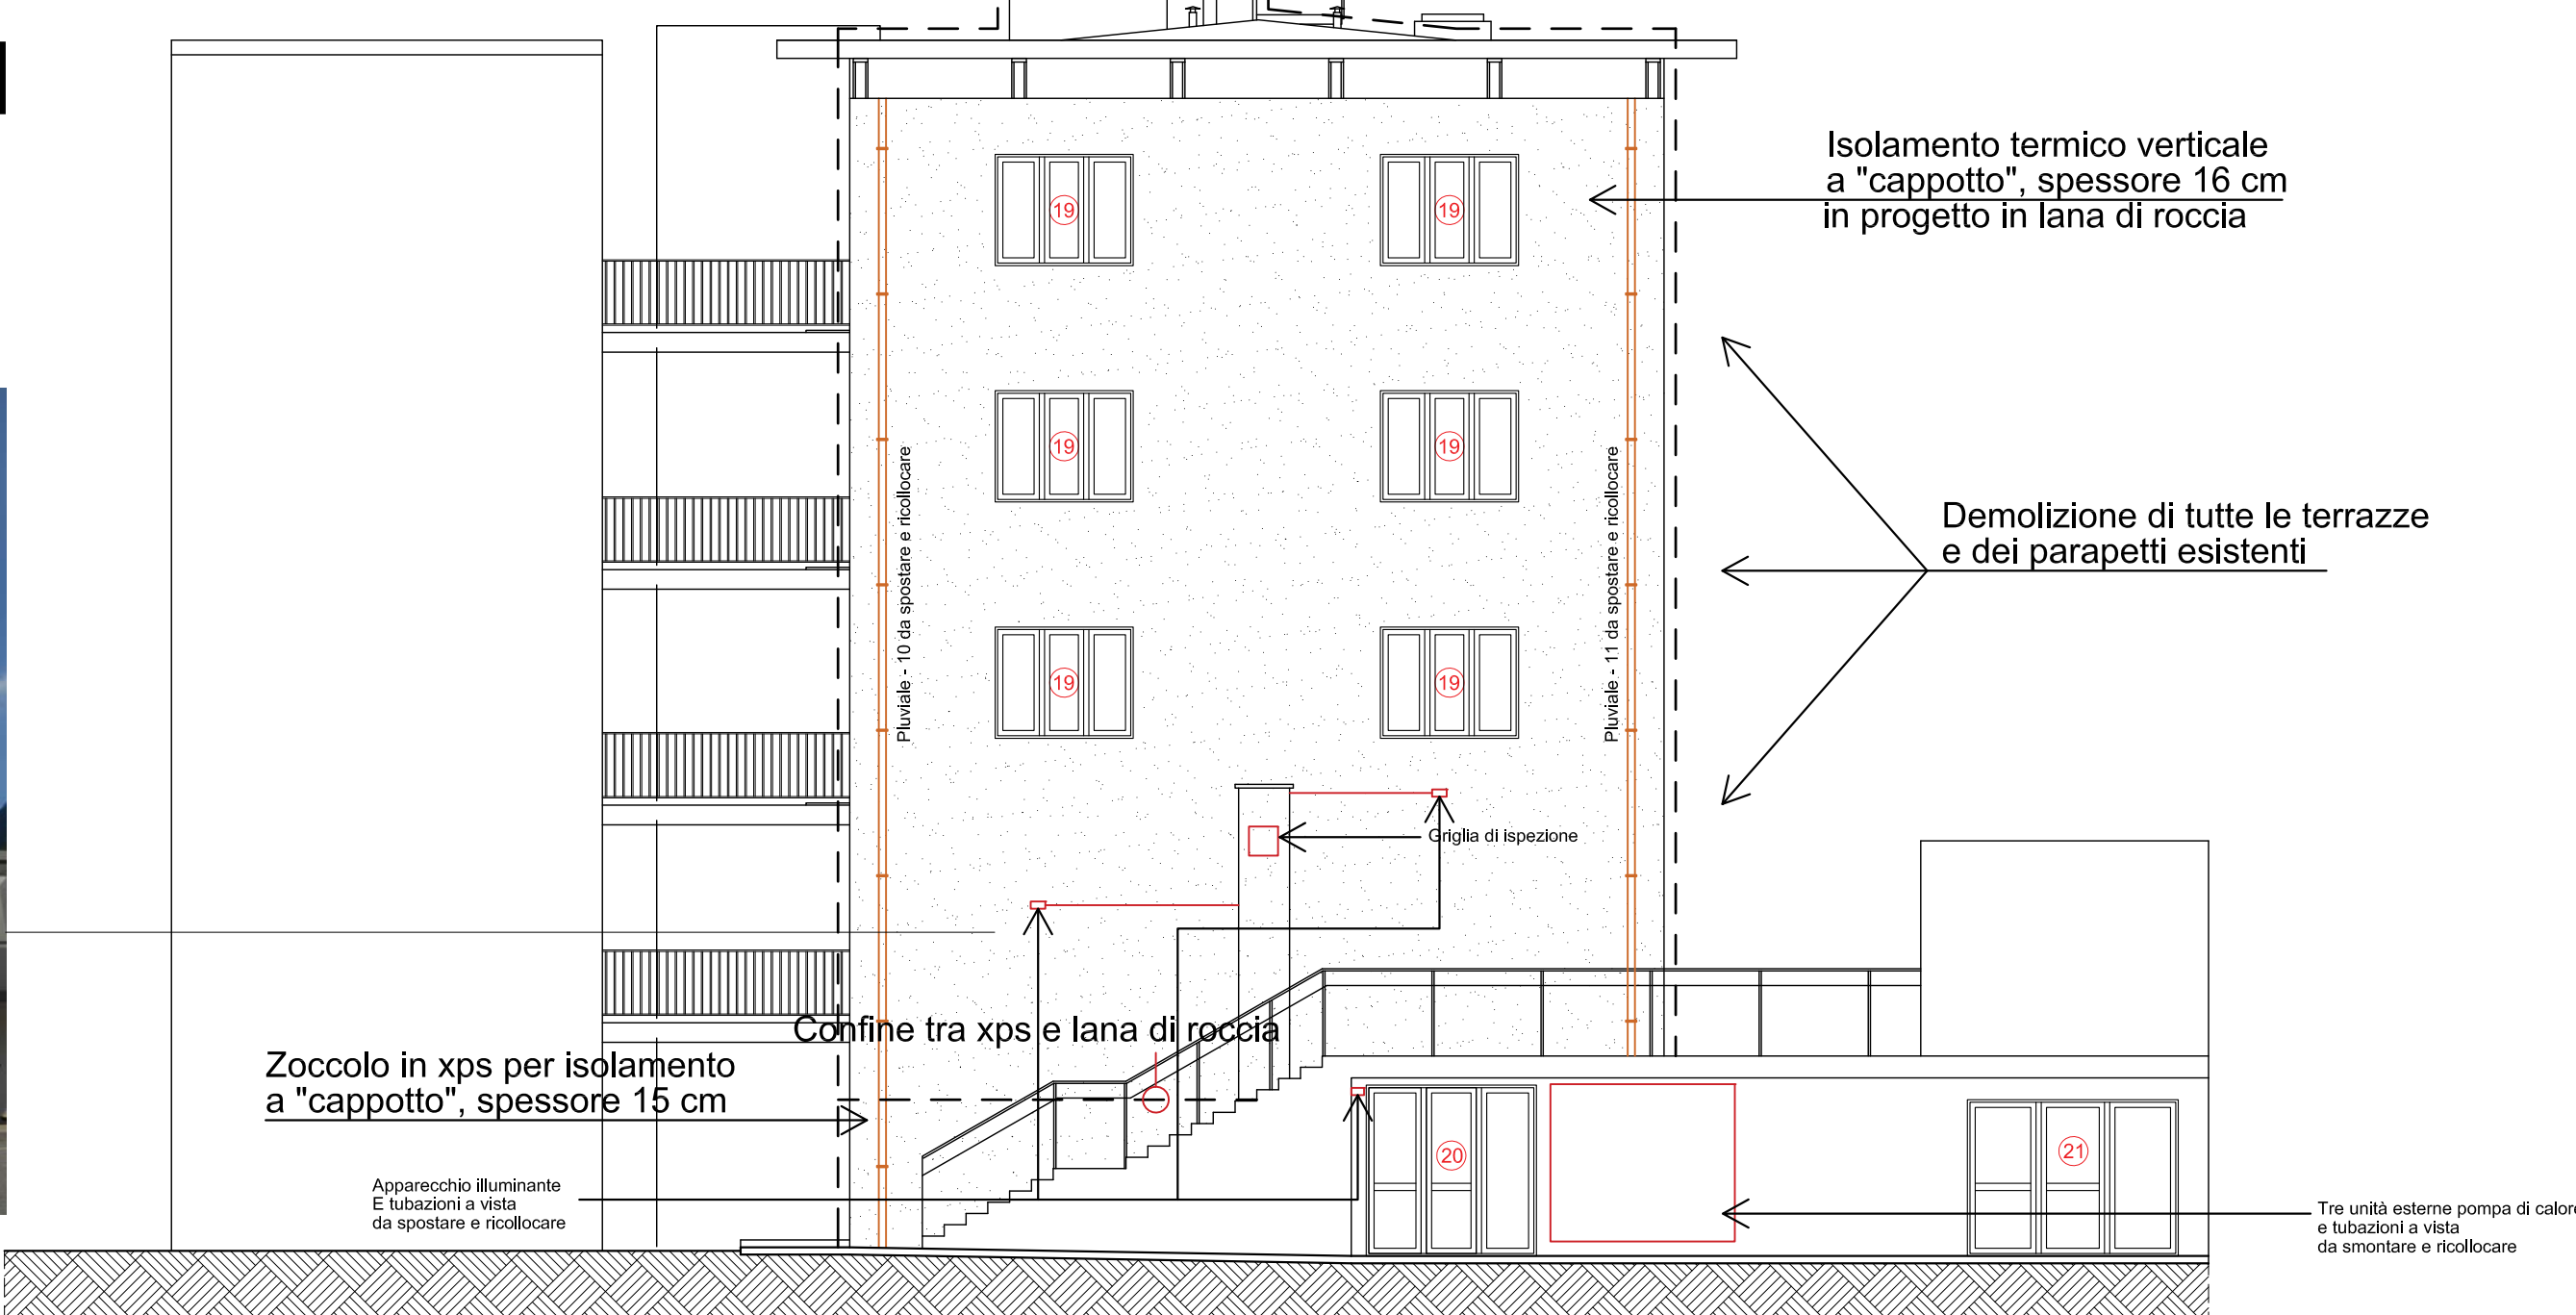 Isolamento termico verticale
a "cappotto", spessore 16 cm
in progetto in lana di roccia
19
19
Demolizione di tutte le terrazze
e dei parapetti esistenti
19
19
Pluviale - 10 da spostare e ricollocare
Pluviale - 11 da spostare e ricollocare
19
19
Griglia di ispezione
Confine tra xps e lana di roccia
Zoccolo in xps per isolamento
a "cappotto", spessore 15 cm
20
21
Apparecchio illuminante
E tubazioni a vista
da spostare e ricollocare
Tre unità esterne pompa di calore
e tubazioni a vista
da smontare e ricollocare